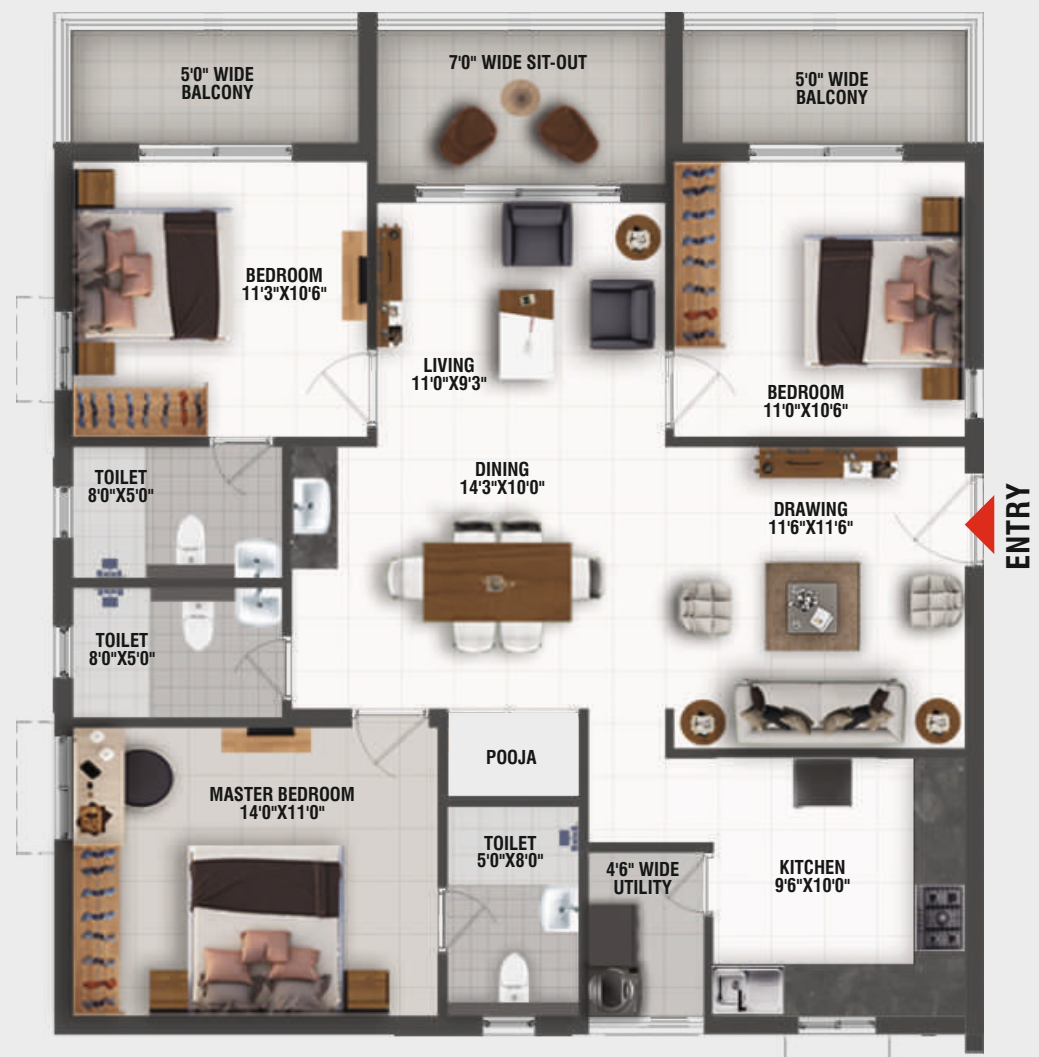 5'0" WIDE
BALCONY
7'0" WIDE SIT-OUT
5'0" WIDE
BALCONY
BEDROOM
11'3"X10'6"
LIVING
11'0"X9'3"
BEDROOM
11'0"X10'6"
TOILET
8'0"X5'0"
DINING
14'3"X10'0"
DRAWING
11'6"X11'6"
ENTRY
TOILET
8'0"X5'0"
POOJA
MASTER BEDROOM
14'0"X11'0"
TOILET
5'0"X8'0"
4'6" WIDE
UTILITY
KITCHEN
9'6"X10'0"